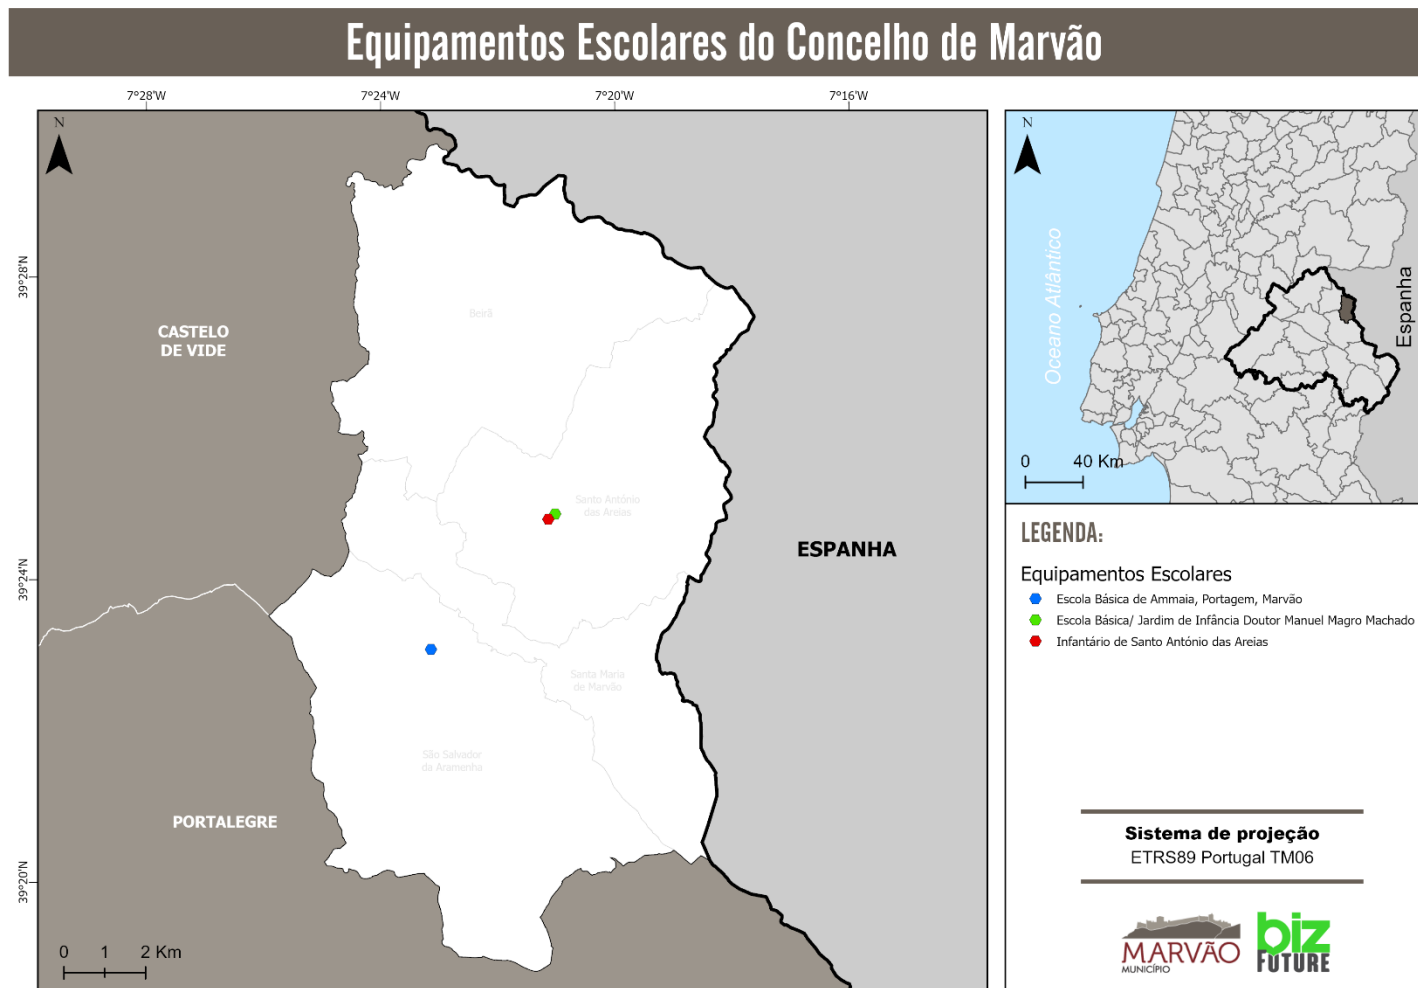 Equipamentos Escolares do Concelho de Marvão
7°28'W
7°24'W
7°20'W
7°16'W
N
39°28'N
39°24'N
39°20'N
CASTELO
DE VIDE
Beirã
Santo António
das Areias
ESPANHA
Santa Maria
de Marvão
São Salvador
da Aramenha
PORTALEGRE
0 1 2 Km
N
Oceano Atlântico
Espanha
0 40 Km
LEGENDA:
Equipamentos Escolares
Escola Básica de Ammaia, Portagem, Marvão
Escola Básica/ Jardim de Infância Doutor Manuel Magro Machado
Infantário de Santo António das Areias
Sistema de projeção
ETRS89 Portugal TM06
MARVÃO
MUNICÍPIO
biz
FUTURE